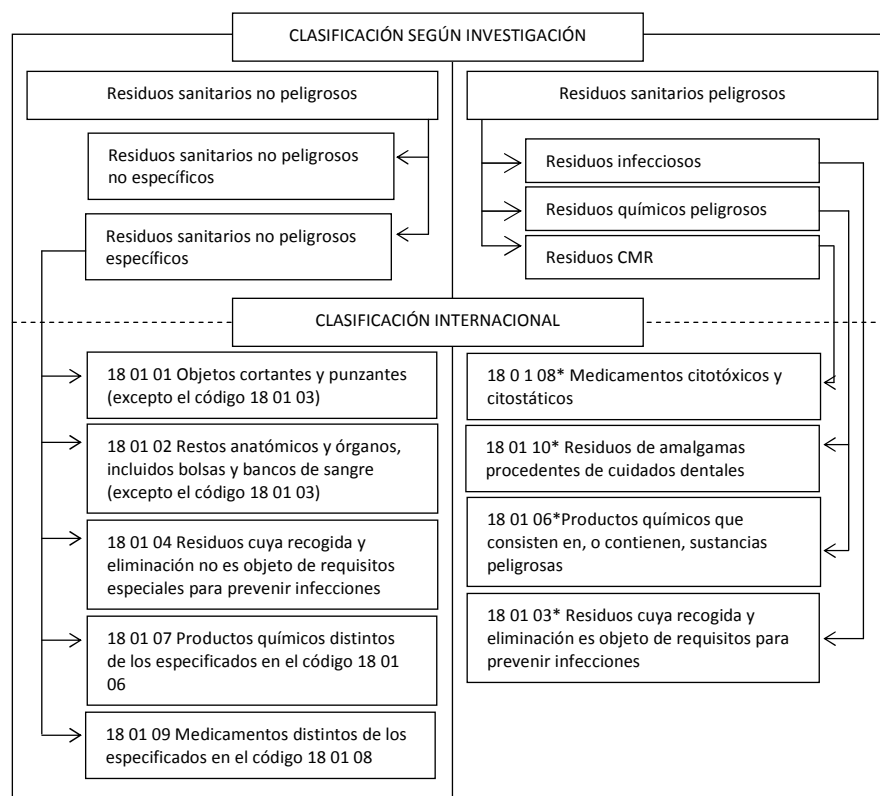 CLASIFICACIÓN SEGÚN INVESTIGACIÓN
Residuos sanitarios no peligrosos
Residuos sanitarios no peligrosos
no específicos
Residuos sanitarios no peligrosos
específicos
Residuos sanitarios peligrosos
Residuos infecciosos
Residuos químicos peligrosos
Residuos CMR
CLASIFICACIÓN INTERNACIONAL
18 01 01 Objetos cortantes y punzantes
(excepto el código 18 01 03)
18 01 02 Restos anatómicos y órganos,
incluidos bolsas y bancos de sangre
(excepto el código 18 01 03)
18 01 04 Residuos cuya recogida y
eliminación no es objeto de requisitos
especiales para prevenir infecciones
18 01 07 Productos químicos distintos
de los especificados en el código 18 01
06
18 01 09 Medicamentos distintos de los
especificados en el código 18 01 08
18 0 1 08* Medicamentos citotóxicos y
citostáticos
18 01 10* Residuos de amalgamas
procedentes de cuidados dentales
18 01 06*Productos químicos que
consisten en, o contienen, sustancias
peligrosas
18 01 03* Residuos cuya recogida y
eliminación es objeto de requisitos para
prevenir infecciones